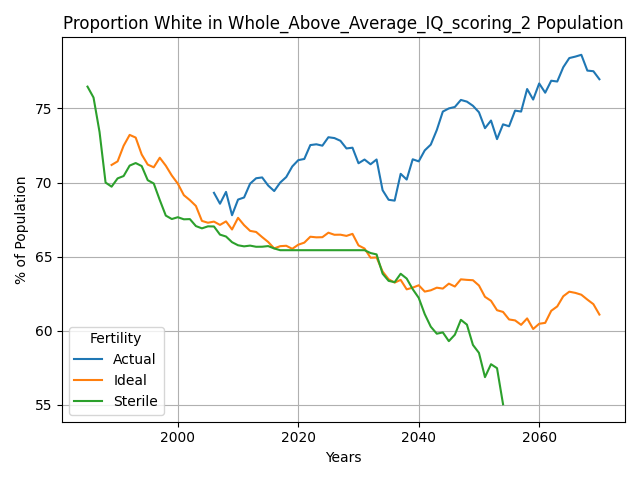 Proportion White in Whole_Above_Average_IQ_scoring_2 Population
% of Population
75
70
65
60
55
Fertility
Actual
Ideal
Sterile
2000 2020 2040 2060
Years